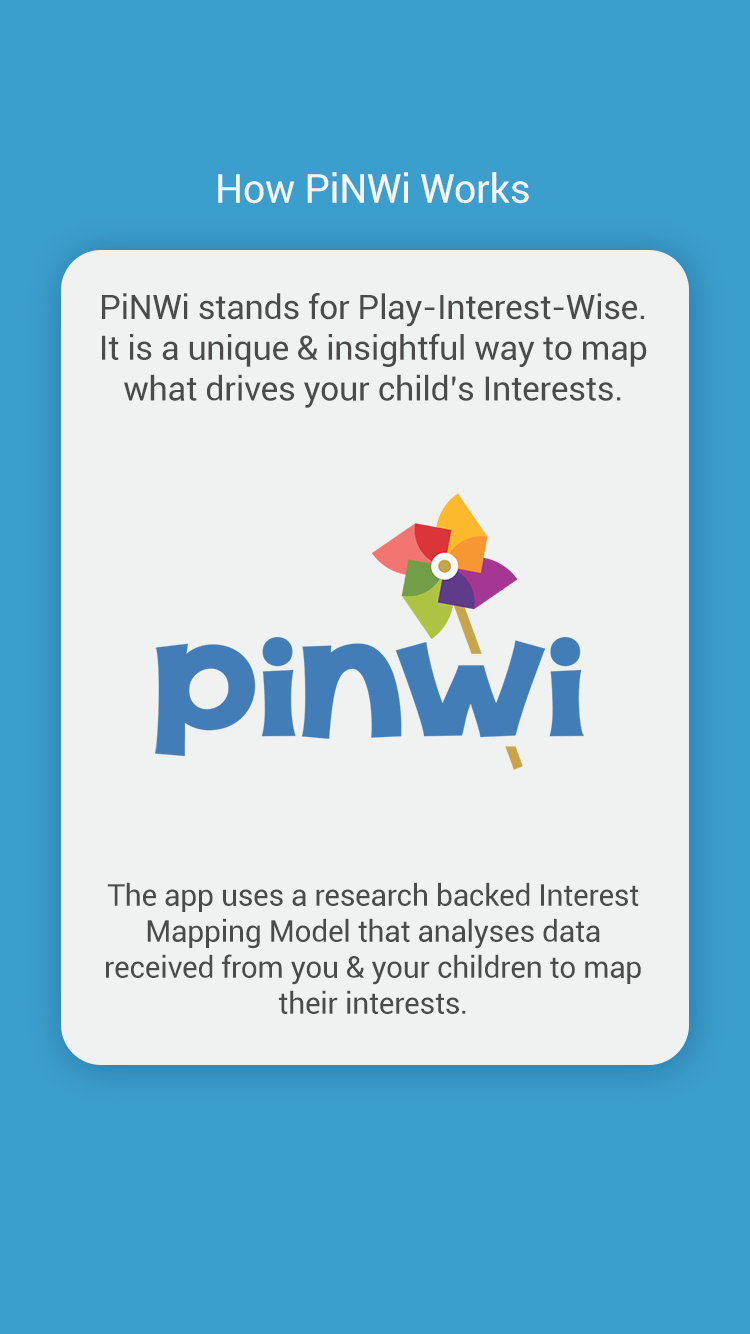 How PiNWi Works
PiNWi stands for Play-Interest-Wise.
It is a unique & insightful way to map
what drives your child's Interests.
pinwi
The app uses a research backed Interest
Mapping Model that analyses data
received from you & your children to map
their interests.